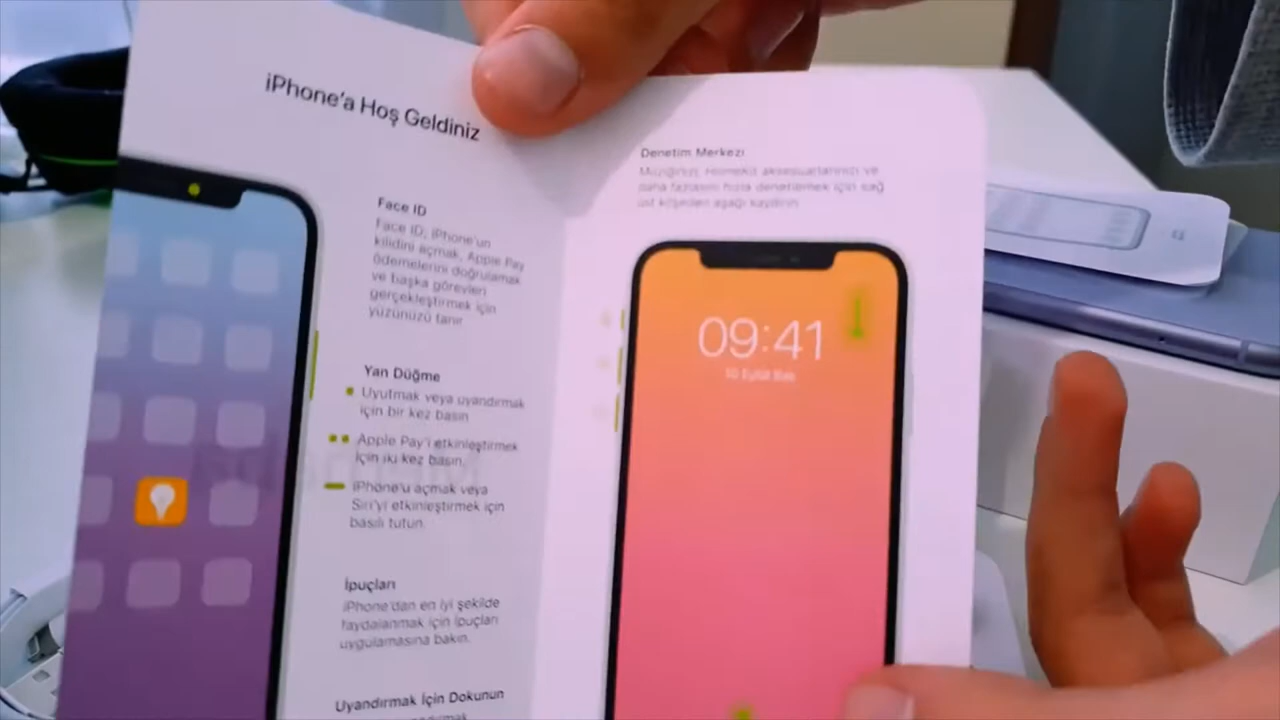 iPhone'a Hoş Geldiniz
Face ID
Face ID; iPhone'un
kilidini açmak, Apple Pay
ödemelerini doğrulamak
ve başka görevleri
gerçekleştirmek için
yüzünüzü tanır
Yan Düğme
Uyutmak veya uyandırmak
için bir kez basın
Apple Pay'i etkinleştirmek
için iki kez basın.
iPhone'u açmak veya
Siri'yi etkinleştirmek için
basılı tutun.
İpuçları
iPhone'dan en iyi şekilde
faydalanmak için İpuçları
uygulamasına bakın.
Uyandırmak İçin Dokunun
Denetim Merkezi
Müziğinizi, HomeKit aksesuarlarınızı ve
daha fazlasını hızla denetlemek için sağ
üst köşeden aşağı kaydırın
09:41
10 Eylül Salı